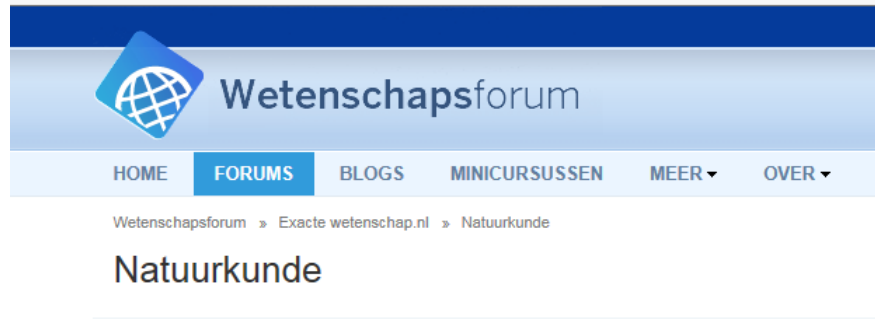 Wetenschapsforum
HOME FORUMS BLOGS MINICURSUSSEN MEER OVER
Wetenschapsforum » Exacte wetenschap.nl » Natuurkunde
Natuurkunde